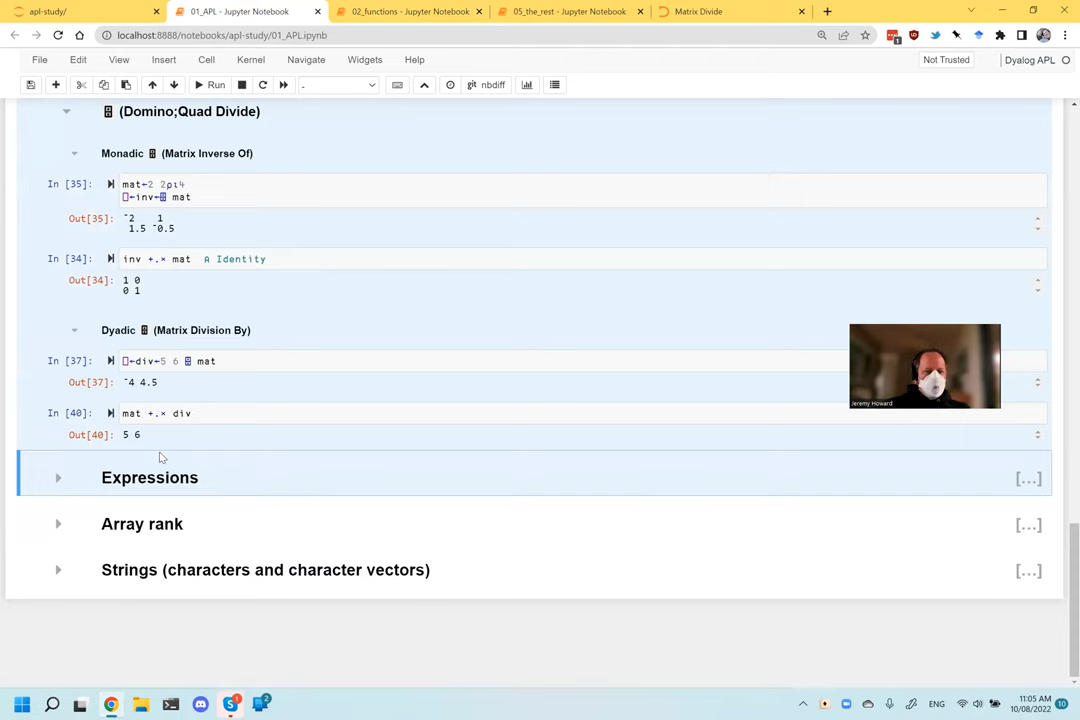 apl-study/
01_APL - Jupyter Notebook
02_functions - Jupyter Notebook
05_the_rest - Jupyter Notebook
Matrix Divide
localhost:8888/notebooks/apl-study/01_APL.ipynb
File Edit View Insert Cell Kernel Widgets Help
Not Trusted
Dyalog APL
Run
nbdiff
⌹ (Domino;Quad Divide)
Monadic ⌹ (Matrix Inverse Of)
In [35]: mat←2 2⍴⍳4
⎕←inv←⌹ mat
Out[35]: ¯2 1
1.5 ¯0.5
In [34]: inv +.× mat ⍝ Identity
Out[34]: 1 0
0 1
Dyadic ⌹ (Matrix Division By)
In [37]: ⎕←div←5 6 ⌹ mat
Out[37]: ¯4 4.5
In [40]: mat +.× div
Out[40]: 5 6
Jeremy Howard
Expressions [...]
Array rank [...]
Strings (characters and character vectors) [...]
ENG
11:05 AM
10/08/2022
10